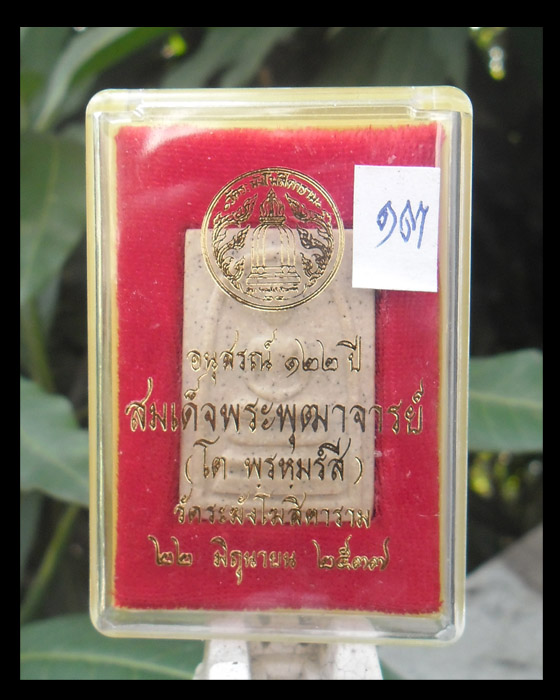 ๑๓
อนุสรณ์ ๑๒๒ ปี
สมเด็จพระพุฒาจารย์
(โต พรหฺมรํสี)
วัดระฆังโฆสิตาราม
๒๒ มิถุนายน ๒๕๓๗